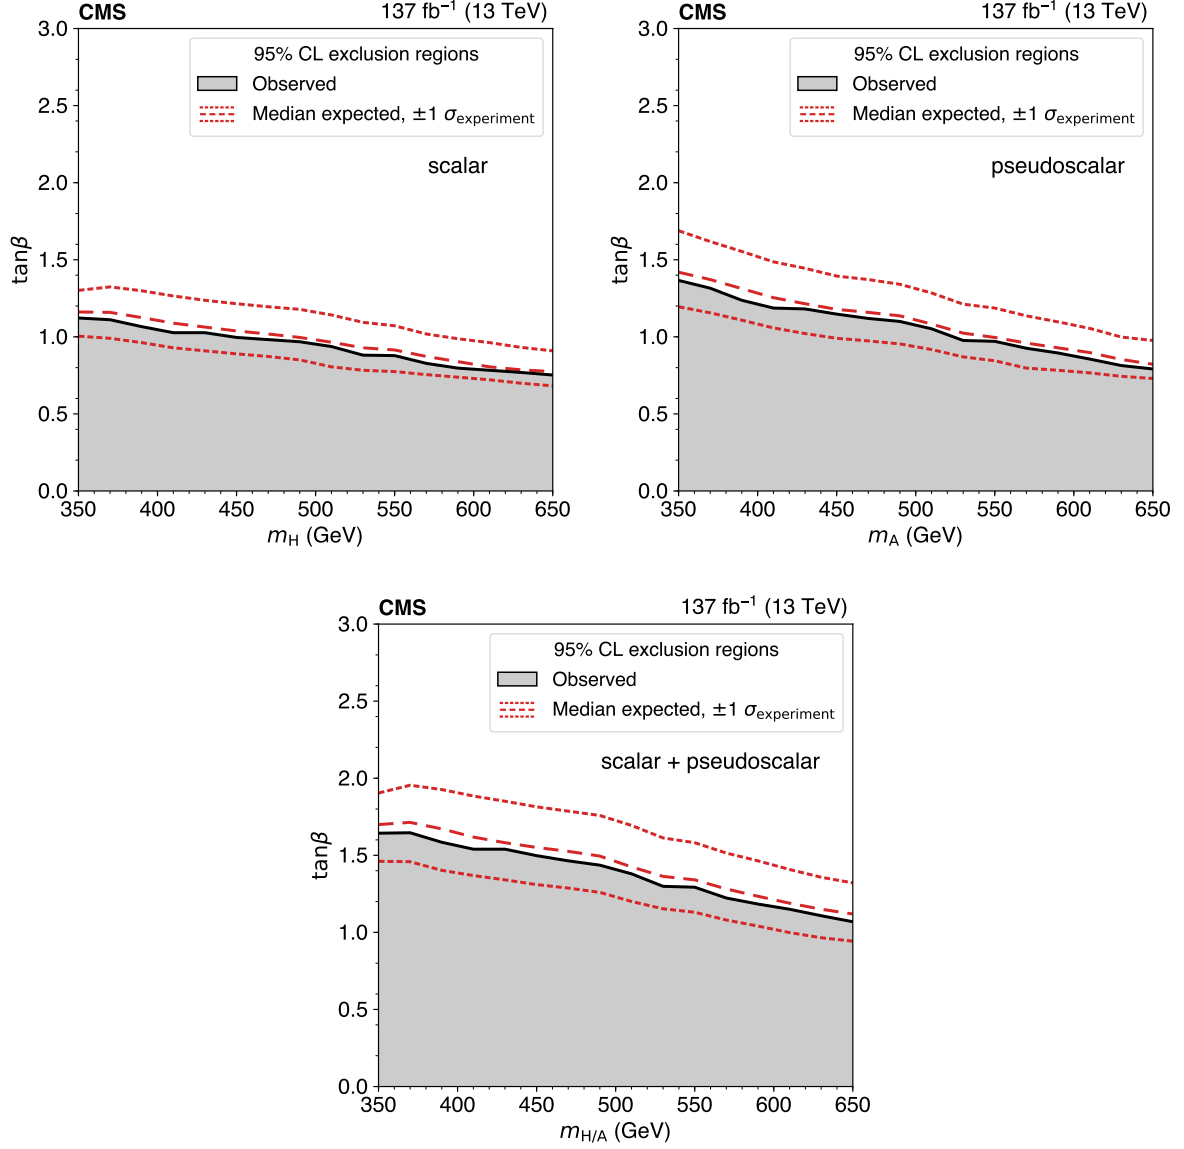 CMS 137 fb⁻¹ (13 TeV)
95% CL exclusion regions
Observed
Median expected, ±1 σexperiment
scalar
tanβ
3.0
2.5
2.0
1.5
1.0
0.5
0.0
350 400 450 500 550 600 650
mH (GeV)
CMS 137 fb⁻¹ (13 TeV)
95% CL exclusion regions
Observed
Median expected, ±1 σexperiment
pseudoscalar
tanβ
3.0
2.5
2.0
1.5
1.0
0.5
0.0
350 400 450 500 550 600 650
mA (GeV)
CMS 137 fb⁻¹ (13 TeV)
95% CL exclusion regions
Observed
Median expected, ±1 σexperiment
scalar + pseudoscalar
tanβ
3.0
2.5
2.0
1.5
1.0
0.5
0.0
350 400 450 500 550 600 650
mH/A (GeV)